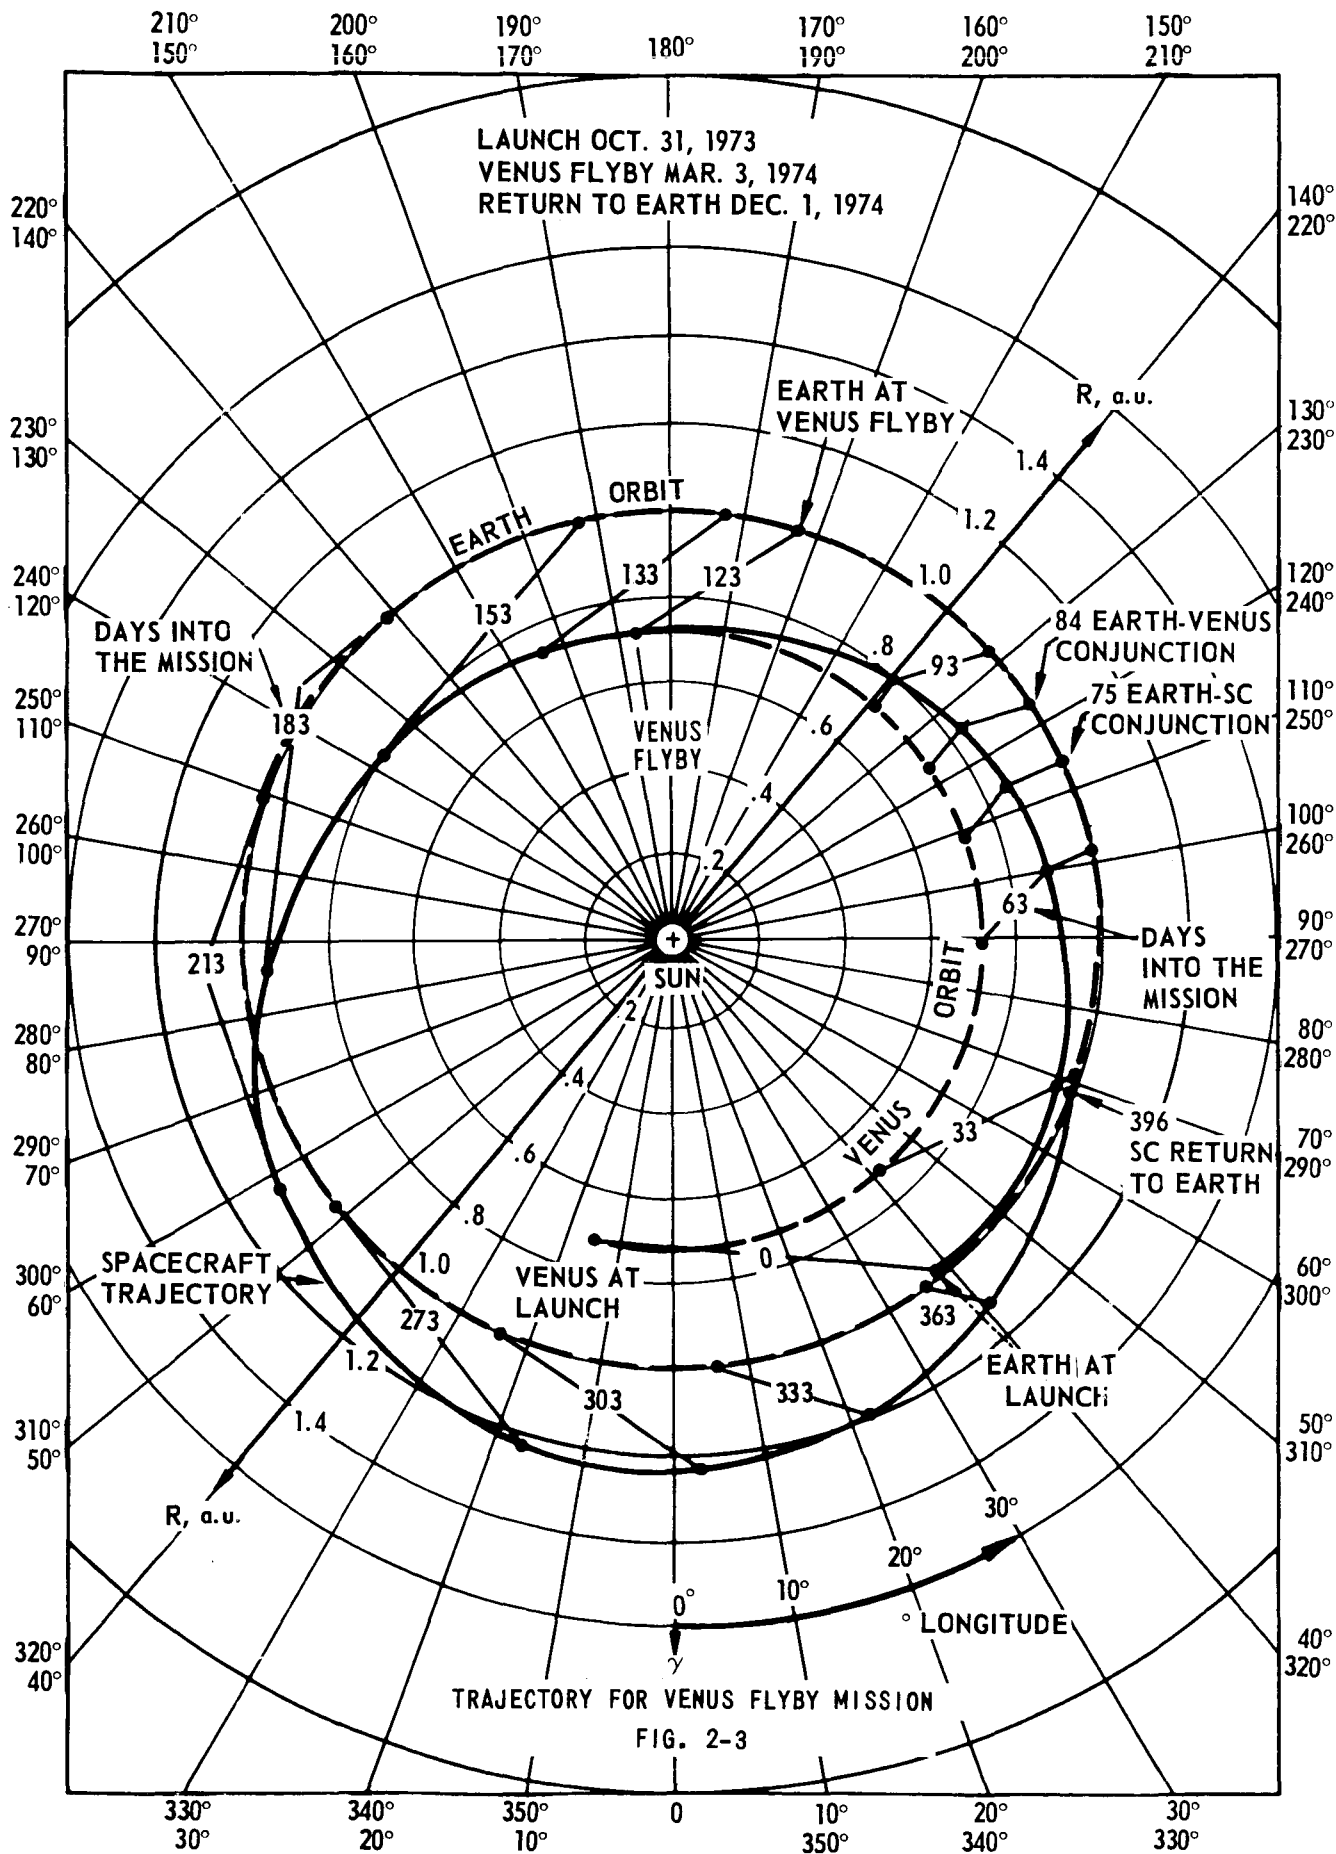 210° 200° 190° 180° 170° 160° 150°
150° 160° 170° 190° 200° 210°
LAUNCH OCT. 31, 1973
VENUS FLYBY MAR. 3, 1974
RETURN TO EARTH DEC. 1, 1974
220°
140°
140°
220°
230°
130°
130°
230°
240°
120°
120°
240°
250°
110°
110°
250°
260°
100°
100°
260°
270°
90°
90°
270°
280°
80°
80°
280°
290°
70°
70°
290°
300°
60°
60°
300°
310°
50°
50°
310°
320°
40°
40°
320°
EARTH AT
VENUS FLYBY
R, a.u.
1.4
1.2
1.0
.8
.6
.4
.2
EARTH
ORBIT
133
123
153
93
84 EARTH-VENUS
CONJUNCTION
75 EARTH-SC
CONJUNCTION
DAYS INTO
THE MISSION
183
VENUS
FLYBY
63
DAYS
INTO THE
MISSION
SUN
ORBIT
213
.2
.4
.6
.8
1.0
1.2
1.4
R, a.u.
VENUS
33
396
SC RETURN
TO EARTH
0
VENUS AT
LAUNCH
SPACECRAFT
TRAJECTORY
273
303
333
363
EARTH AT
LAUNCH
0°
10°
20°
30°
° LONGITUDE
γ
TRAJECTORY FOR VENUS FLYBY MISSION
FIG. 2-3
330° 340° 350° 0 10° 20° 30°
30° 20° 10° 350° 340° 330°